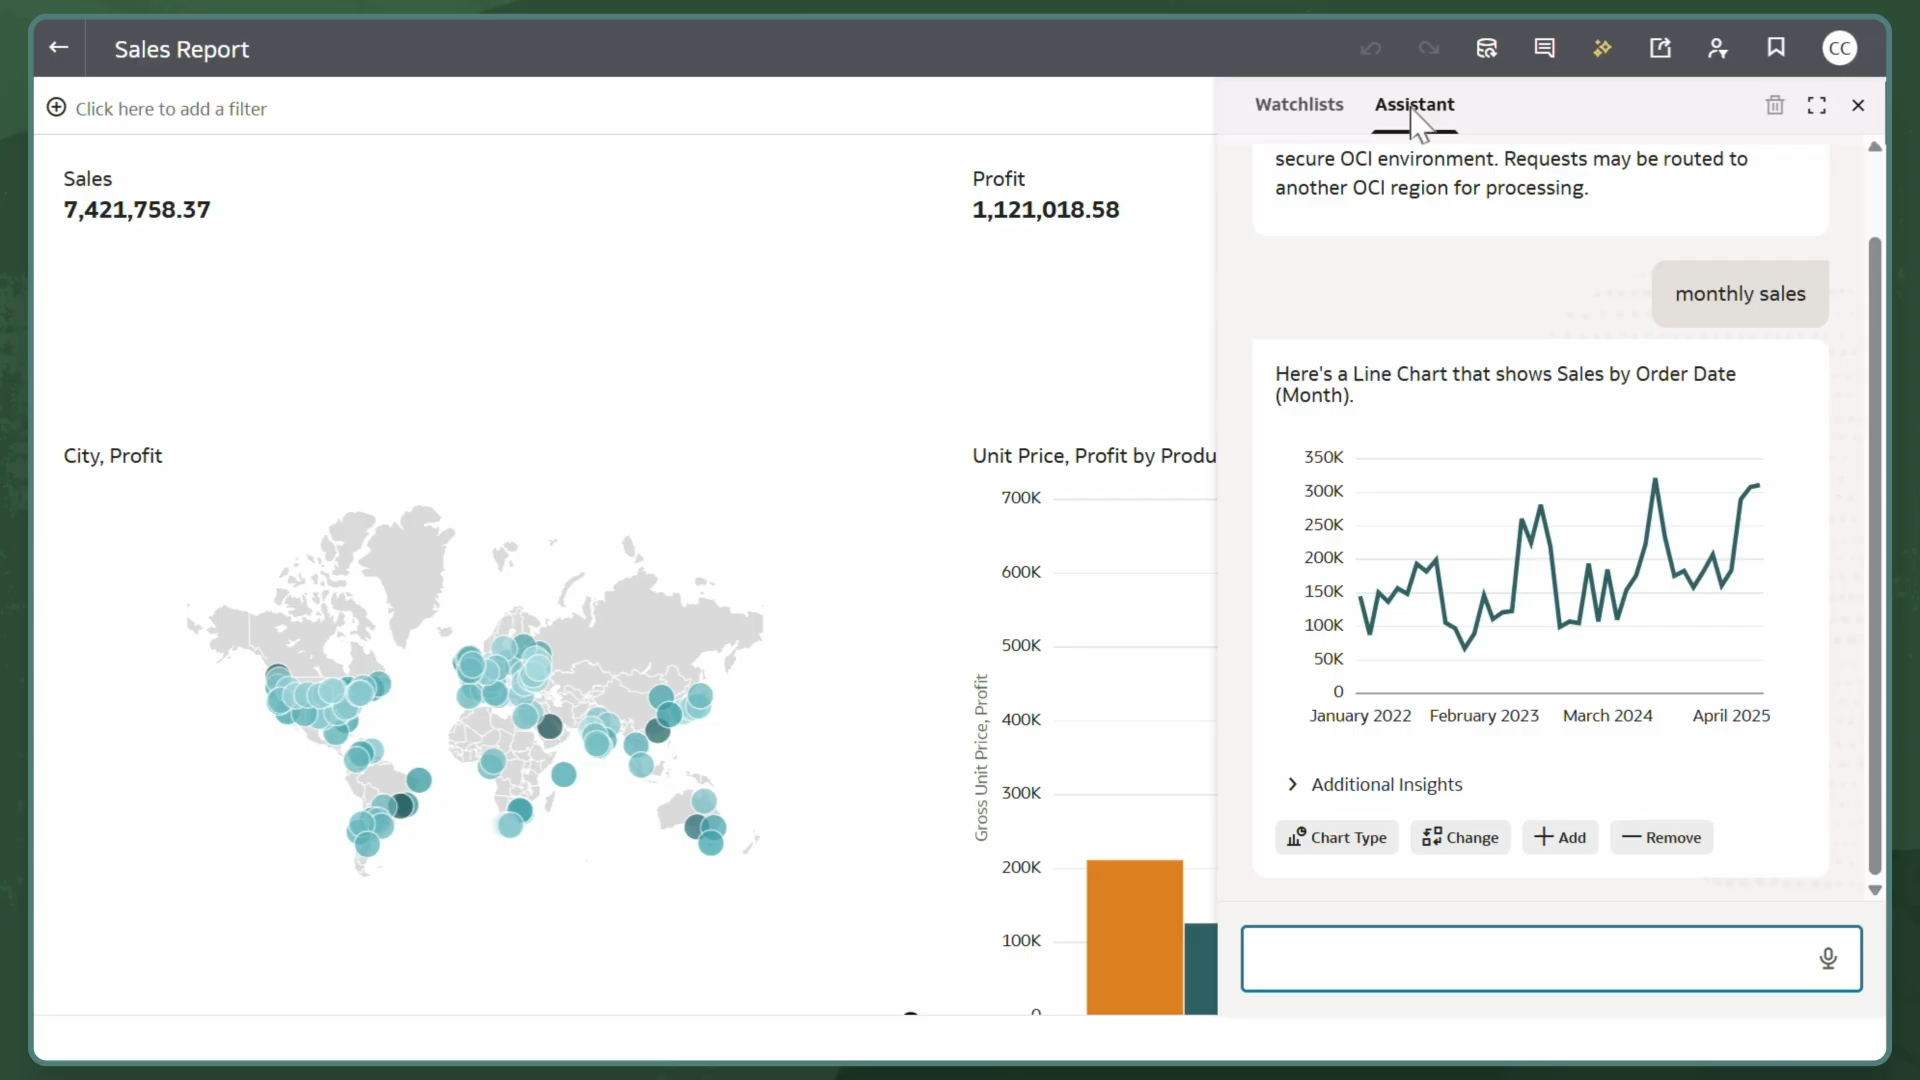 Sales Report
CC
Click here to add a filter
Sales
7,421,758.37
Profit
1,121,018.58
City, Profit
Unit Price, Profit by Produ
700K
600K
500K
400K
300K
200K
100K
0
Gross Unit Price, Profit
Watchlists
Assistant
secure OCI environment. Requests may be routed to
another OCI region for processing.
monthly sales
Here's a Line Chart that shows Sales by Order Date
(Month).
350K
300K
250K
200K
150K
100K
50K
0
January 2022
February 2023
March 2024
April 2025
Additional Insights
Chart Type
Change
Add
Remove